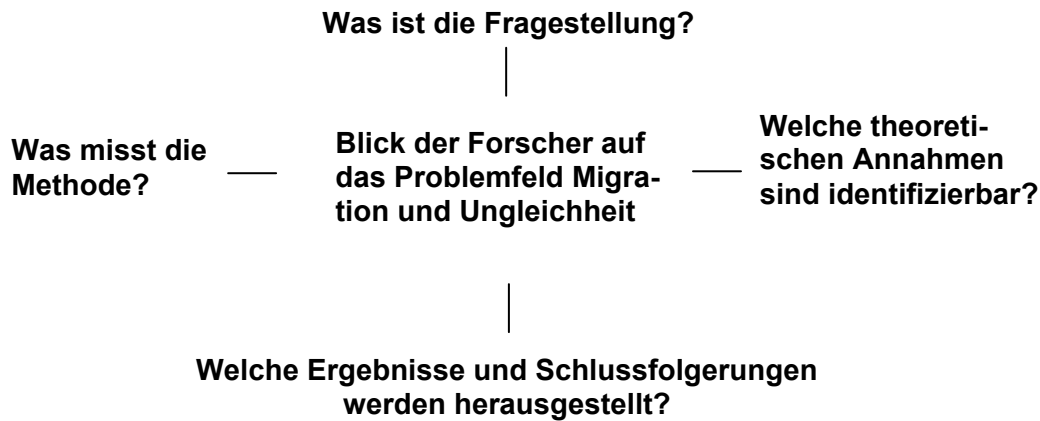 Was ist die Fragestellung?
Was misst die
Methode?
Blick der Forscher auf
das Problemfeld Migra-
tion und Ungleichheit
Welche theoreti-
schen Annahmen
sind identifizierbar?
Welche Ergebnisse und Schlussfolgerungen
werden herausgestellt?